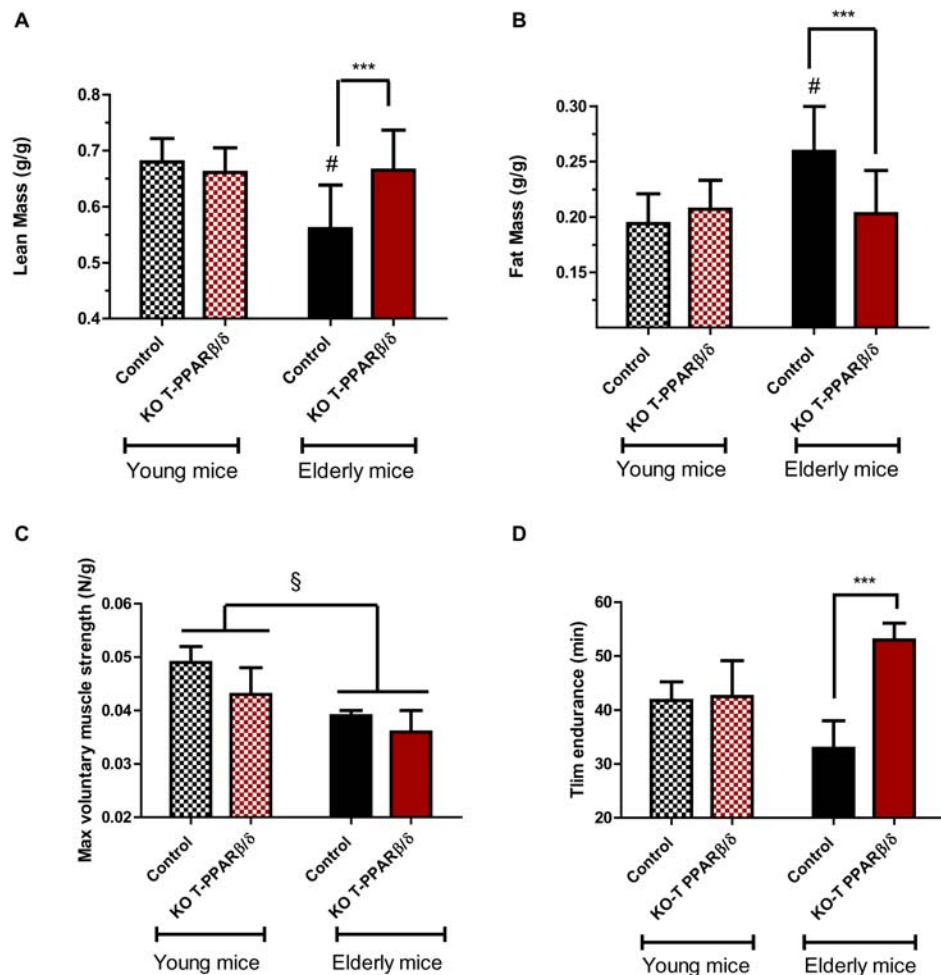 A
Lean Mass (g/g)
0.8
0.7
0.6
0.5
0.4
#
***
Control
KO T-PPARβ/δ
Control
KO T-PPARβ/δ
Young mice
Elderly mice
B
Fat Mass (g/g)
0.30
0.25
0.20
0.15
#
***
Control
KO T-PPARβ/δ
Control
KO T-PPARβ/δ
Young mice
Elderly mice
C
Max voluntary muscle strength (N/g)
0.06
0.05
0.04
0.03
0.02
§
Control
KO T-PPARβ/δ
Control
KO T-PPARβ/δ
Young mice
Elderly mice
D
Tlim endurance (min)
60
50
40
30
20
***
Control
KO-T PPARβ/δ
Control
KO-T PPARβ/δ
Young mice
Elderly mice